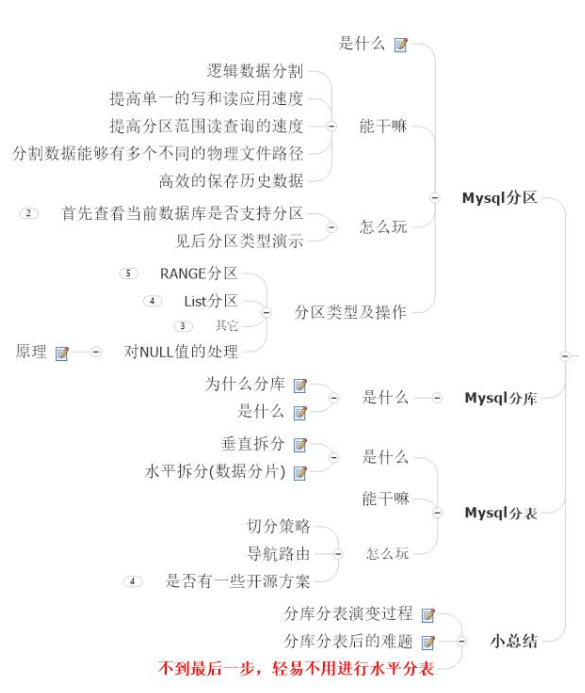 是什么
逻辑数据分割
提高单一的写和读应用速度
提高分区范围读查询的速度
能干嘛
分割数据能够有多个不同的物理文件路径
高效的保存历史数据
Mysql分区
2 首先查看当前数据库是否支持分区
怎么玩
见后分区类型演示
5 RANGE分区
4 List分区
分区类型及操作
3 其它
原理
对NULL值的处理
为什么分库
是什么
是什么
Mysql分库
垂直拆分
是什么
水平拆分(数据分片)
能干嘛
Mysql分表
切分策略
导航路由
怎么玩
4 是否有一些开源方案
分库分表演变过程
分库分表后的难题
小总结
不到最后一步，轻易不用进行水平分表